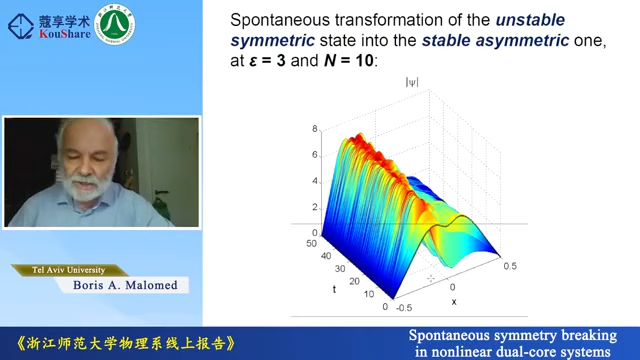 蔻享学术
KouShare
Spontaneous transformation of the unstable
symmetric state into the stable asymmetric one,
at ε = 3 and N = 10:
|ψ|
8
6
4
2
0
50
40
30
20
10
0
t
-0.5
0
0.5
x
Tel Aviv University
Boris A. Malomed
《浙江师范大学物理系线上报告》
Spontaneous symmetry breaking
in nonlinear dual-core systems